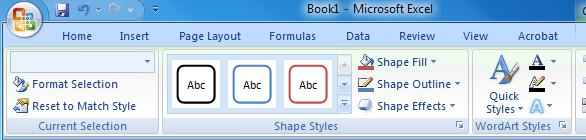 Book1 - Microsoft Excel
Home Insert Page Layout Formulas Data Review View Acrobat
Shape Fill
Format Selection Abc Abc Abc Shape Outline Quick
Reset to Match Style Shape Effects Styles
Current Selection Shape Styles WordArt Styles